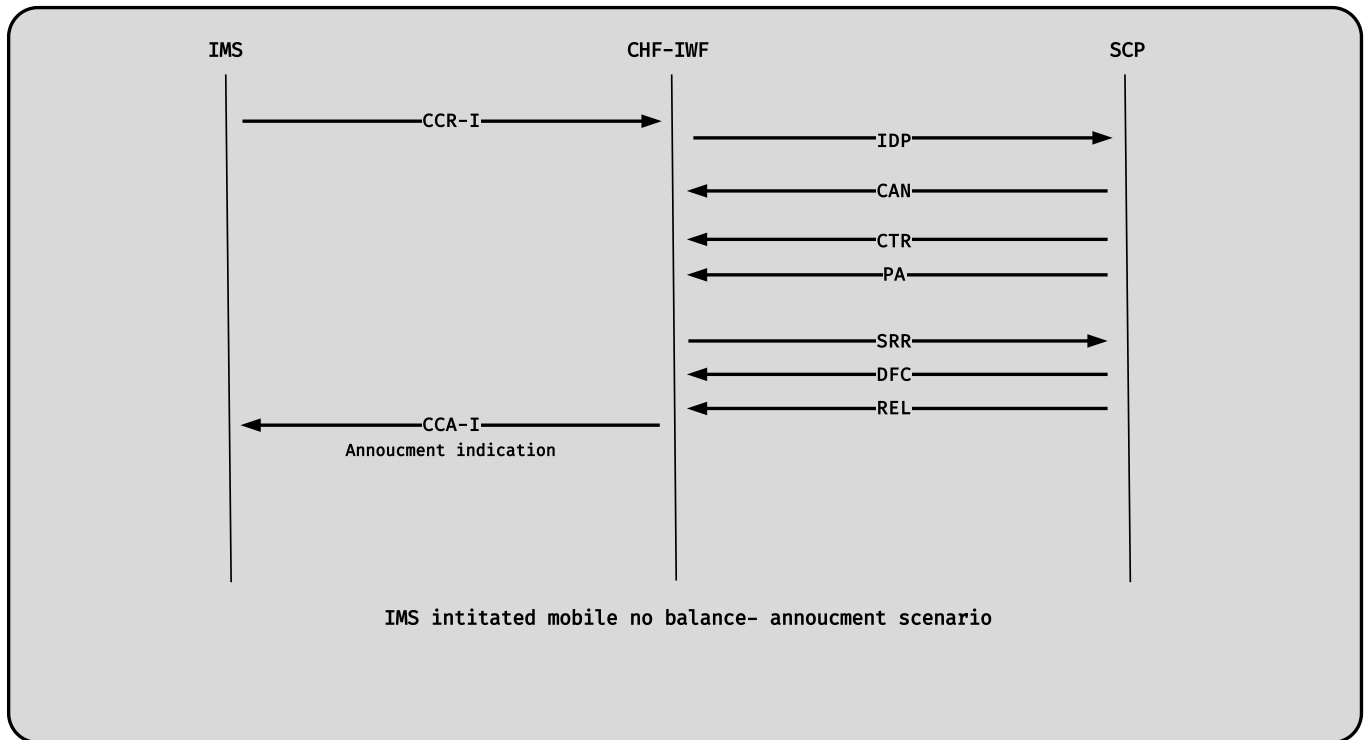 IMS CHF-IWF SCP
CCR-I
IDP
CAN
CTR
PA
SRR
DFC
REL
CCA-I
Annoucment indication
IMS intitated mobile no balance- annoucment scenario